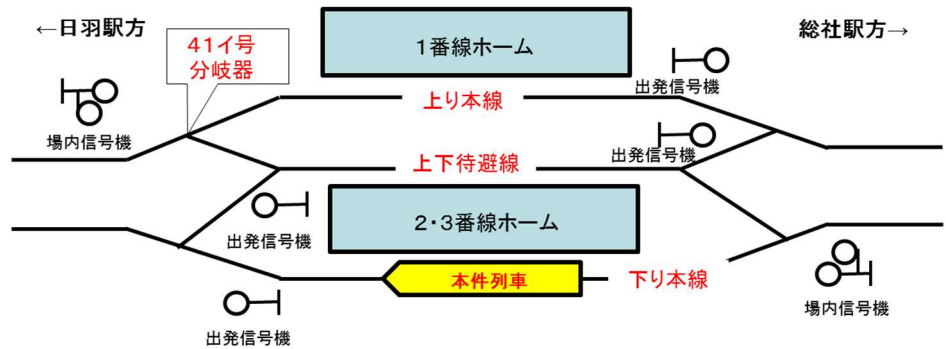 ←日羽駅方
総社駅方→
41イ号
分岐器
1番線ホーム
出発信号機
上り本線
場内信号機
出発信号機
上下待避線
2・3番線ホーム
出発信号機
本件列車
下り本線
場内信号機
出発信号機